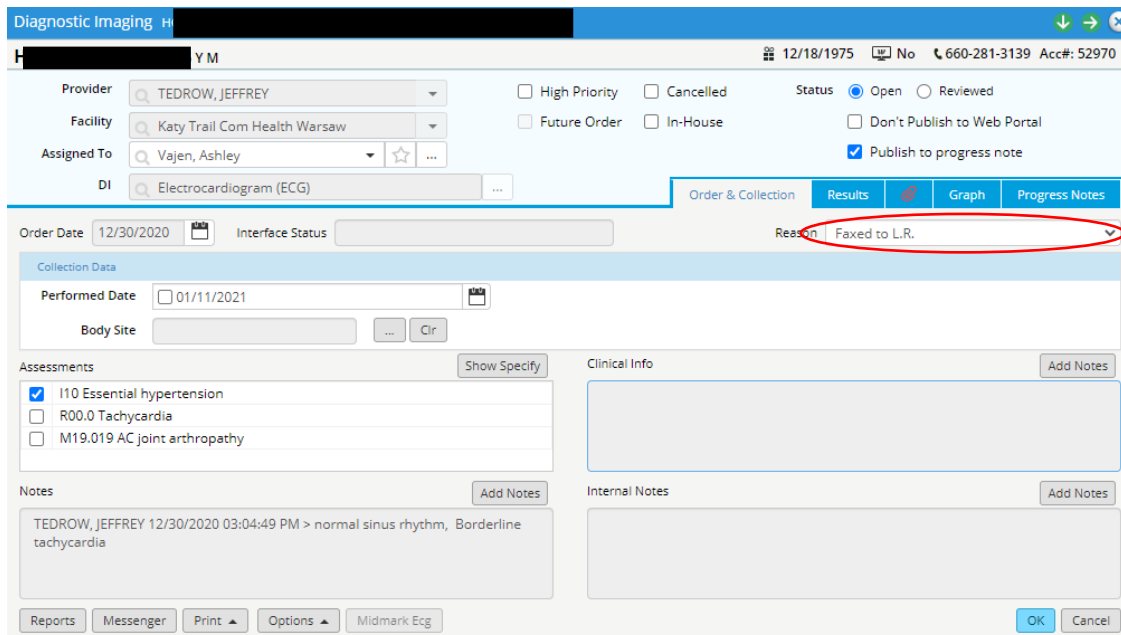 Diagnostic Imaging H
H Y M 12/18/1975 No 660-281-3139 Acc#: 52970
Provider TEDROW, JEFFREY High Priority Cancelled Status Open Reviewed
Facility Katy Trail Com Health Warsaw Future Order In-House Don't Publish to Web Portal
Assigned To Vajen, Ashley ... Publish to progress note
DI Electrocardiogram (ECG) ...
Order & Collection Results Graph Progress Notes
Order Date 12/30/2020 Interface Status Reason Faxed to L.R.
Collection Data
Performed Date 01/11/2021
Body Site ... Clr
Assessments Show Specify Clinical Info Add Notes
I10 Essential hypertension
R00.0 Tachycardia
M19.019 AC joint arthropathy
Notes Add Notes Internal Notes Add Notes
TEDROW, JEFFREY 12/30/2020 03:04:49 PM > normal sinus rhythm, Borderline
tachycardia
Reports Messenger Print Options Midmark Ecg OK Cancel